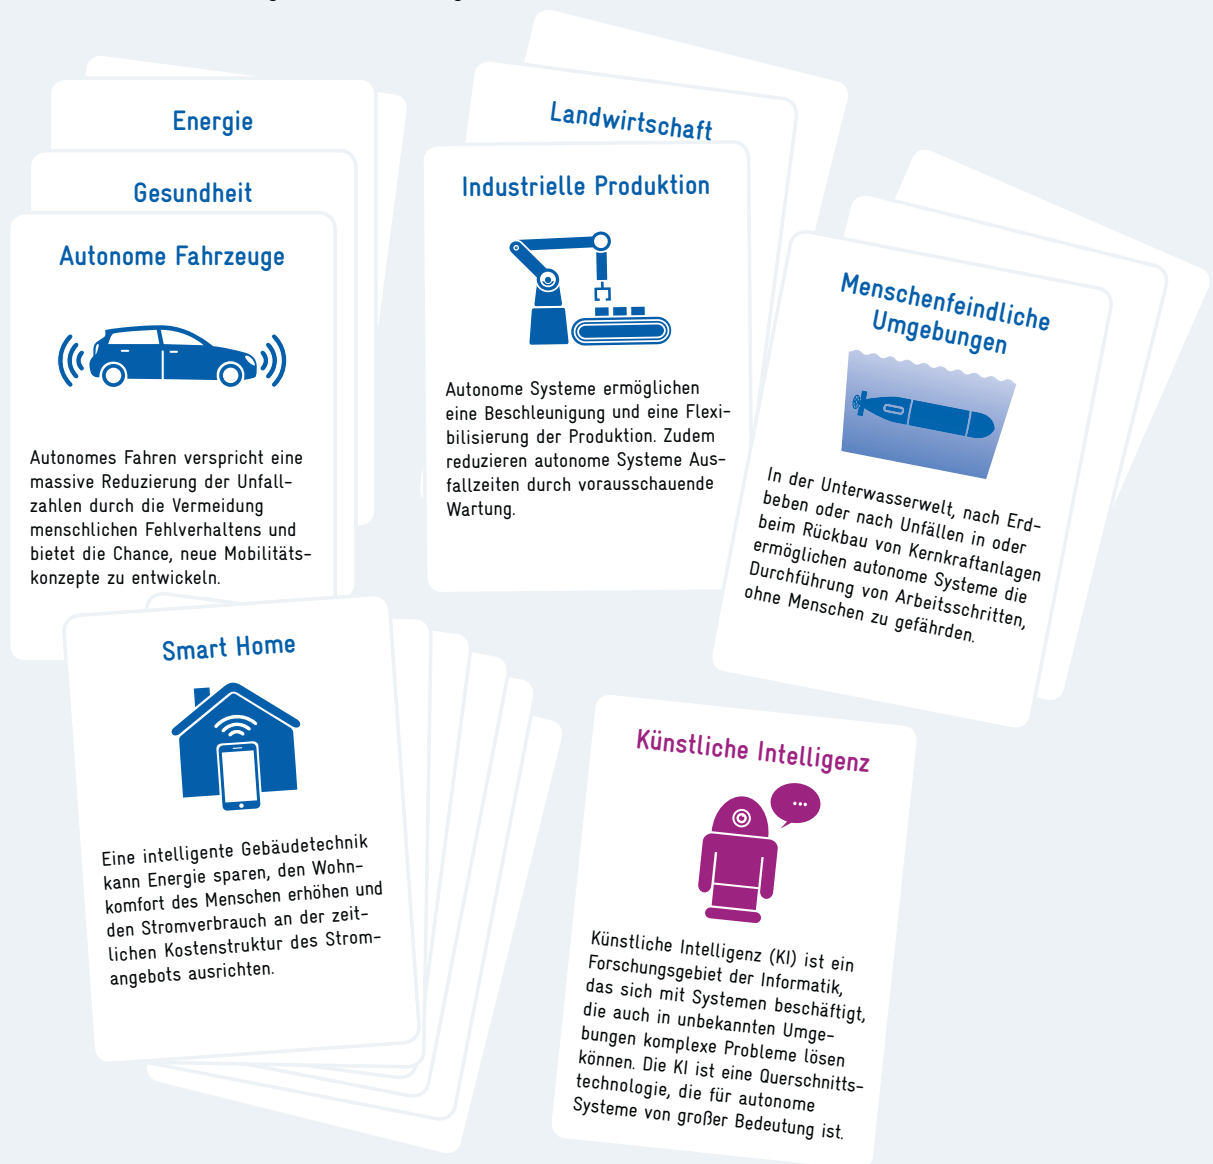 Energie
Gesundheit
Autonome Fahrzeuge
Autonomes Fahren verspricht eine
massive Reduzierung der Unfall-
zahlen durch die Vermeidung
menschlichen Fehlverhaltens und
bietet die Chance, neue Mobilitäts-
konzepte zu entwickeln.
Landwirtschaft
Industrielle Produktion
Autonome Systeme ermöglichen
eine Beschleunigung und eine Flexi-
bilisierung der Produktion. Zudem
reduzieren autonome Systeme Aus-
fallzeiten durch vorausschauende
Wartung.
Menschenfeindliche
Umgebungen
In der Unterwasserwelt, nach Erd-
beben oder nach Unfällen in oder
beim Rückbau von Kernkraftanlagen
ermöglichen autonome Systeme die
Durchführung von Arbeitsschritten,
ohne Menschen zu gefährden.
Smart Home
Eine intelligente Gebäudetechnik
kann Energie sparen, den Wohn-
komfort des Menschen erhöhen und
den Stromverbrauch an der zeit-
lichen Kostenstruktur des Strom-
angebots ausrichten.
Künstliche Intelligenz
Künstliche Intelligenz (KI) ist ein
Forschungsgebiet der Informatik,
das sich mit Systemen beschäftigt,
die auch in unbekannten Umge-
bungen komplexe Probleme lösen
können. Die KI ist eine Querschnitts-
technologie, die für autonome
Systeme von großer Bedeutung ist.